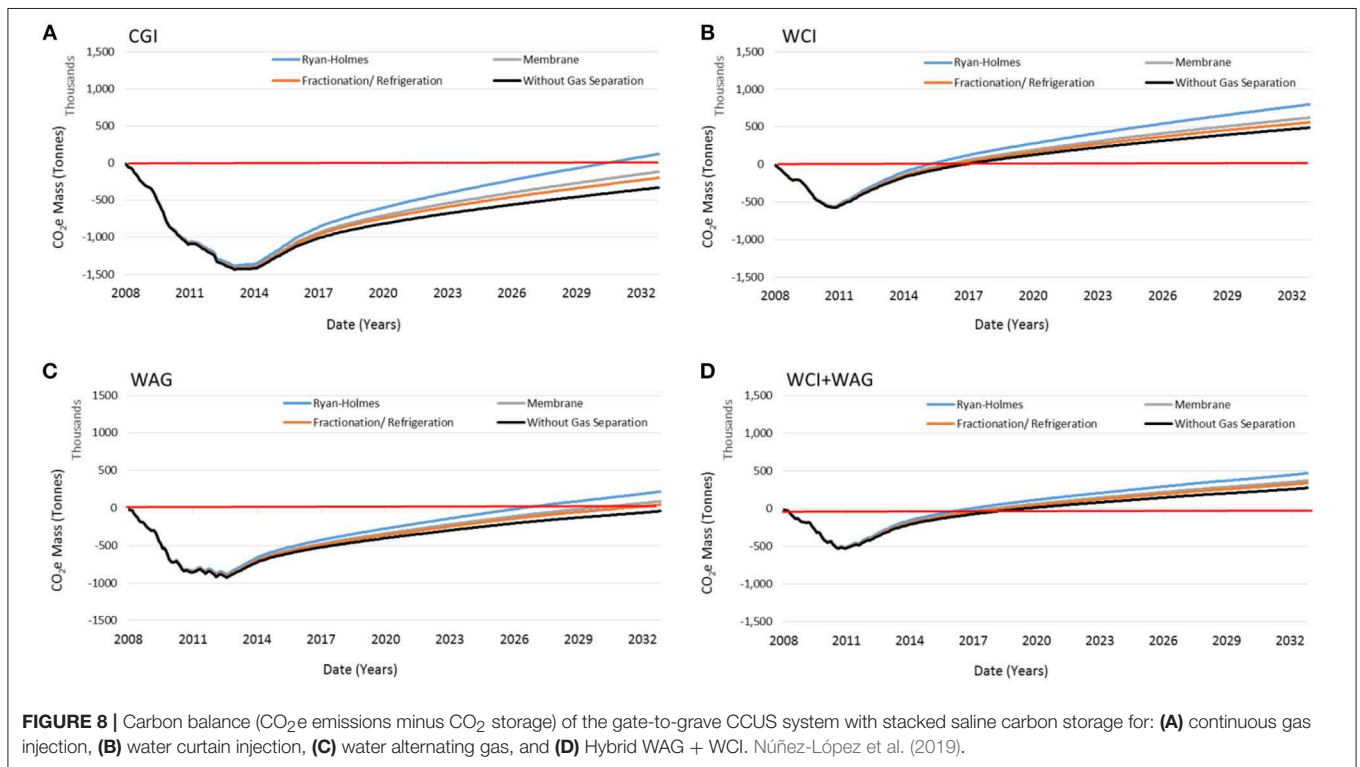 A
CGI
1,500
1,000
500
0
-500
-1,000
-1,500
Thousands
CO₂e Mass (Tonnes)
Ryan-Holmes
Membrane
Fractionation/ Refrigeration
Without Gas Separation
2008 2011 2014 2017 2020 2023 2026 2029 2032
Date (Years)
B
WCI
1,500
1,000
500
0
-500
-1,000
-1,500
Thousands
CO₂e Mass (Tonnes)
Ryan-Holmes
Membrane
Fractionation/ Refrigeration
Without Gas Separation
2008 2011 2014 2017 2020 2023 2026 2029 2032
Date (Years)
C
WAG
1500
1000
500
0
-500
-1000
-1500
Thousands
CO₂e Mass (Tonnes)
Ryan-Holmes
Membrane
Fractionation/ Refrigeration
Without Gas Separation
2008 2011 2014 2017 2020 2023 2026 2029 2032
Date (Years)
D
WCI+WAG
1,500
1,000
500
0
-500
-1,000
-1,500
Thousands
CO₂e Mass (Tonnes)
Ryan-Holmes
Membrane
Fractionation/ Refrigeration
Without Gas Separation
2008 2011 2014 2017 2020 2023 2026 2029 2032
Date (Years)
FIGURE 8 | Carbon balance (CO₂e emissions minus CO₂ storage) of the gate-to-grave CCUS system with stacked saline carbon storage for: (A) continuous gas
injection, (B) water curtain injection, (C) water alternating gas, and (D) Hybrid WAG + WCI. Núñez-López et al. (2019).